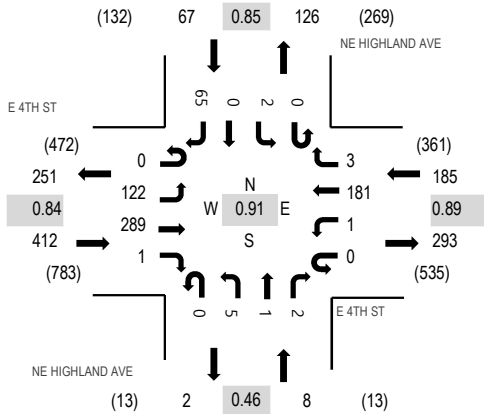 (132) 67 0.85 126 (269)
NE HIGHLAND AVE
E 4TH ST
65 0 2 0
(472) 0 3 (361)
251 122 N 181 185
0.84 W 0.91 E 0.89
412 289 S 1 293
(783) 1 0 (535)
0 5 1 2
E 4TH ST
NE HIGHLAND AVE
(13) 2 0.46 8 (13)